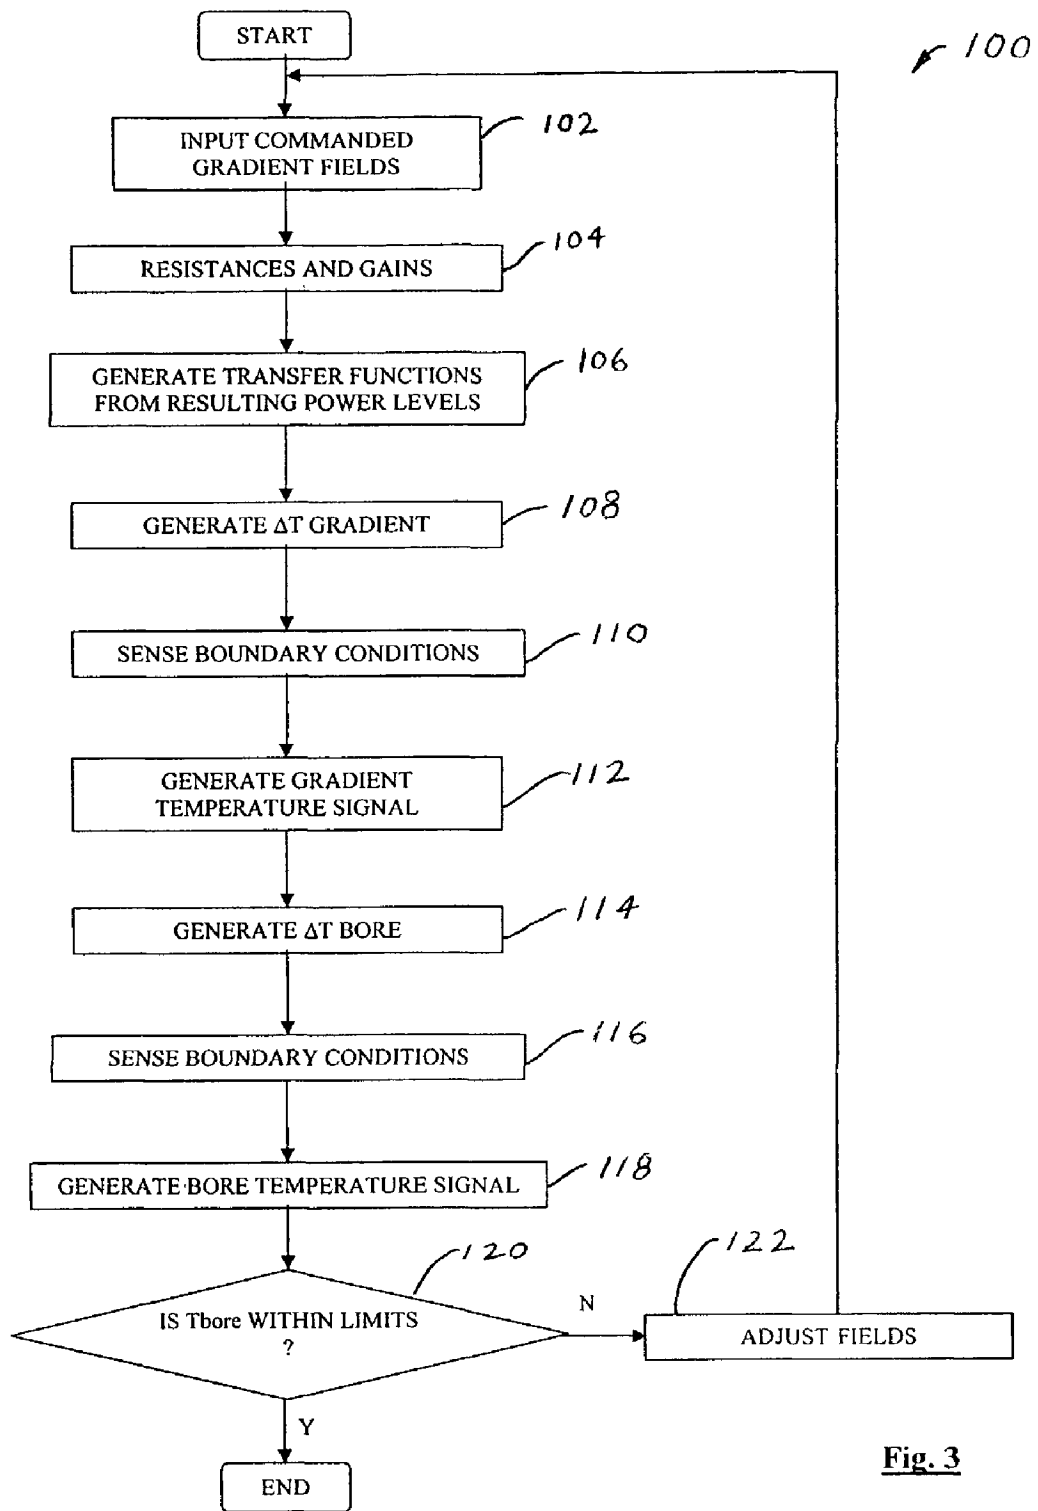 START
100
INPUT COMMANDED
GRADIENT FIELDS
102
RESISTANCES AND GAINS
104
GENERATE TRANSFER FUNCTIONS
FROM RESULTING POWER LEVELS
106
GENERATE ΔT GRADIENT
108
SENSE BOUNDARY CONDITIONS
110
GENERATE GRADIENT
TEMPERATURE SIGNAL
112
GENERATE ΔT BORE
114
SENSE BOUNDARY CONDITIONS
116
GENERATE BORE TEMPERATURE SIGNAL
118
IS Tbore WITHIN LIMITS
?
120
N
ADJUST FIELDS
122
Y
END
Fig. 3